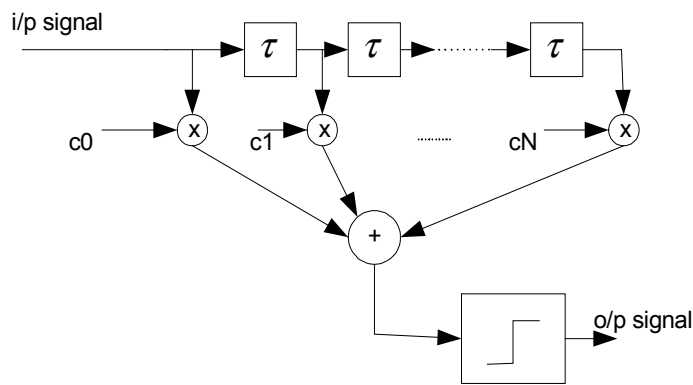 i/p signal
τ τ τ
c0 x c1 x cN x
+
o/p signal